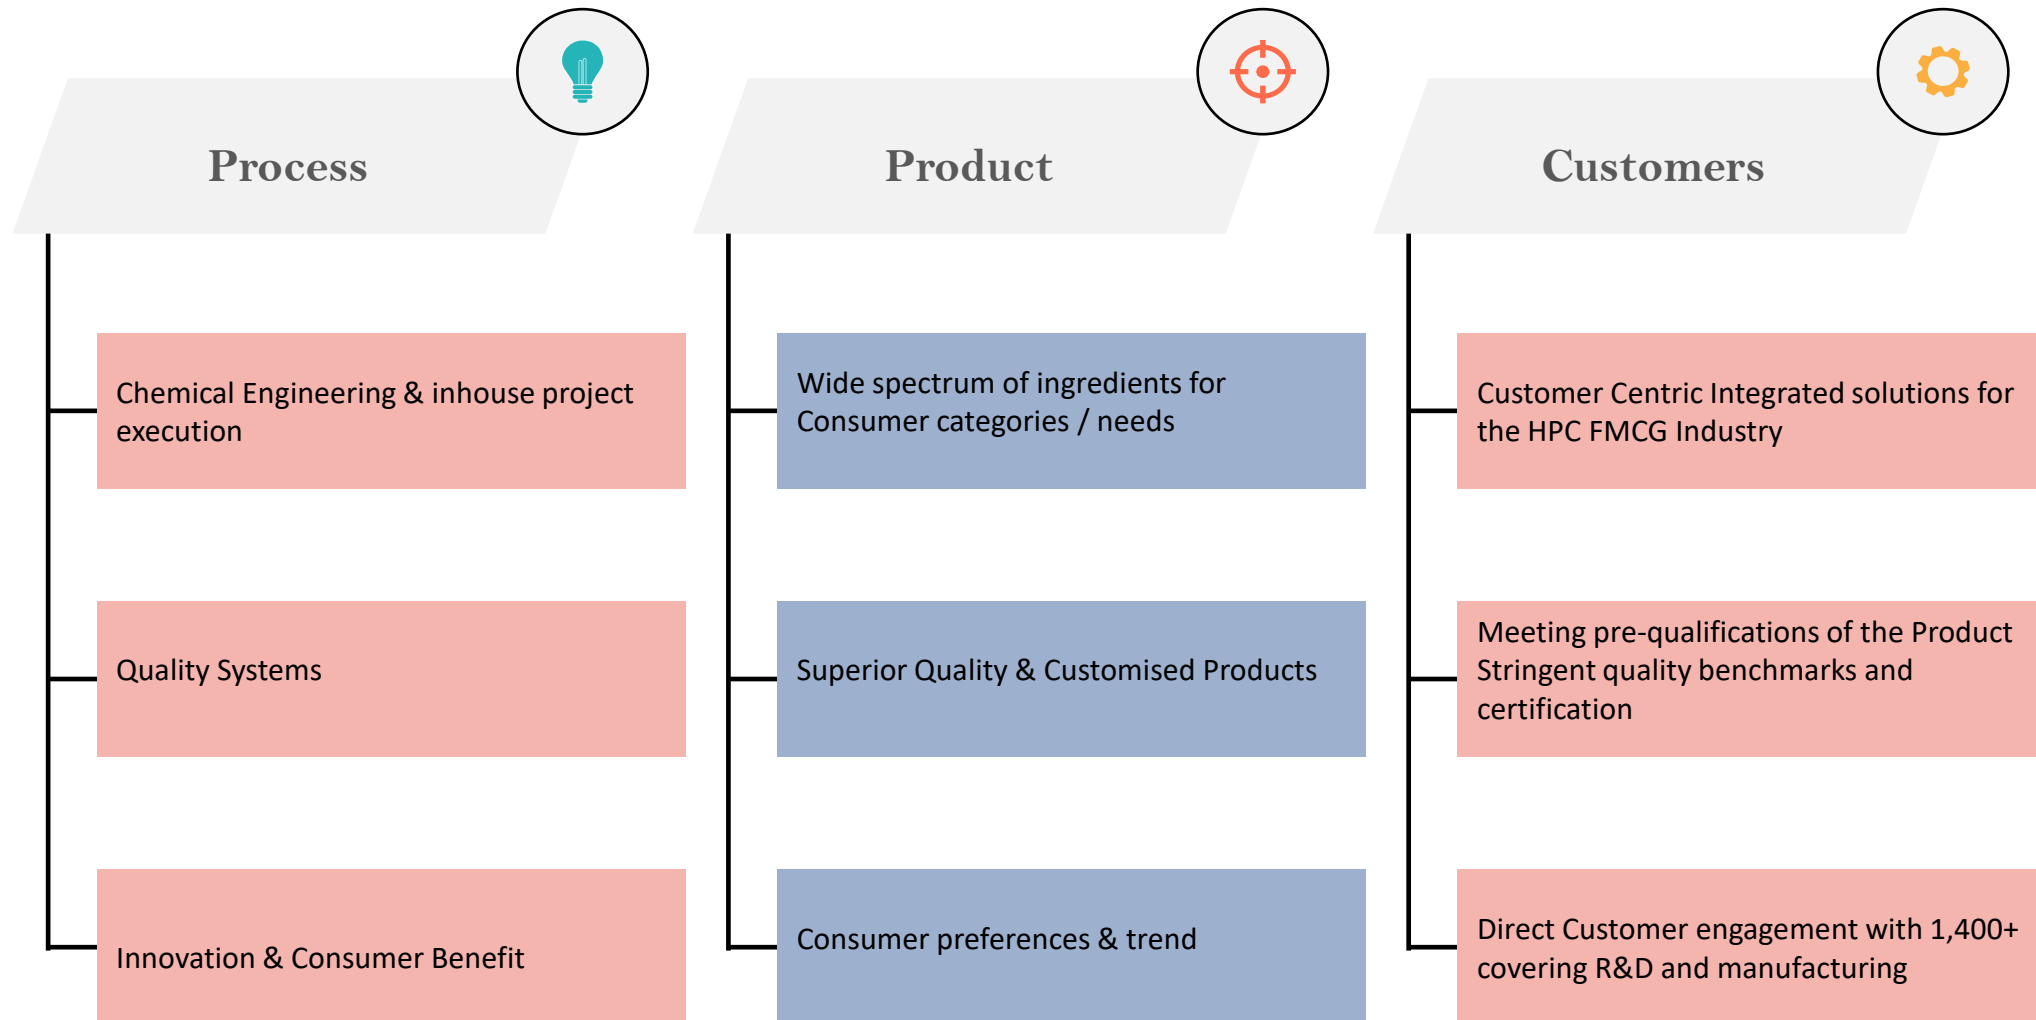 Process
Chemical Engineering & inhouse project
execution
Quality Systems
Innovation & Consumer Benefit
Product
Wide spectrum of ingredients for
Consumer categories / needs
Superior Quality & Customised Products
Consumer preferences & trend
Customers
Customer Centric Integrated solutions for
the HPC FMCG Industry
Meeting pre-qualifications of the Product
Stringent quality benchmarks and
certification
Direct Customer engagement with 1,400+
covering R&D and manufacturing